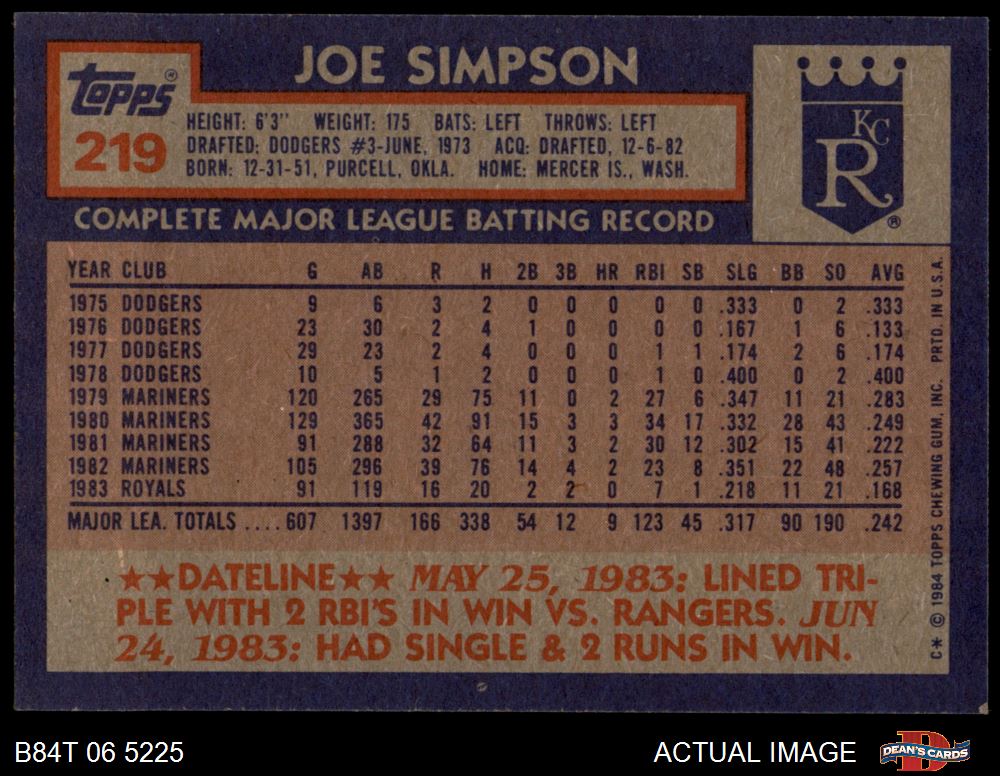 JOE SIMPSON
topps®
219
HEIGHT: 6'3" WEIGHT: 175 BATS: LEFT THROWS: LEFT
DRAFTED: DODGERS #3-JUNE, 1973 ACQ: DRAFTED, 12-6-82
BORN: 12-31-51, PURCELL, OKLA. HOME: MERCER IS., WASH.
KC
R
®
COMPLETE MAJOR LEAGUE BATTING RECORD
YEAR CLUB G AB R H 2B 3B HR RBI SB SLG BB SO AVG
1975 DODGERS 9 6 3 2 0 0 0 0 0 .333 0 2 .333
1976 DODGERS 23 30 2 4 1 0 0 0 0 .167 1 6 .133
1977 DODGERS 29 23 2 4 0 0 0 1 1 .174 2 6 .174
1978 DODGERS 10 5 1 2 0 0 0 1 0 .400 0 2 .400
1979 MARINERS 120 265 29 75 11 0 2 27 6 .347 11 21 .283
1980 MARINERS 129 365 42 91 15 3 3 34 17 .332 28 43 .249
1981 MARINERS 91 288 32 64 11 3 2 30 12 .302 15 41 .222
1982 MARINERS 105 296 39 76 14 4 2 23 8 .351 22 48 .257
1983 ROYALS 91 119 16 20 2 2 0 7 1 .218 11 21 .168
MAJOR LEA. TOTALS .... 607 1397 166 338 54 12 9 123 45 .317 90 190 .242
★★DATELINE★★ MAY 25, 1983: LINED TRI-
PLE WITH 2 RBI'S IN WIN VS. RANGERS. JUN
24, 1983: HAD SINGLE & 2 RUNS IN WIN.
C* © 1984 TOPPS CHEWING GUM, INC. PRTD. IN U.S.A.
B84T 06 5225
ACTUAL IMAGE
D
DEAN'S CARDS